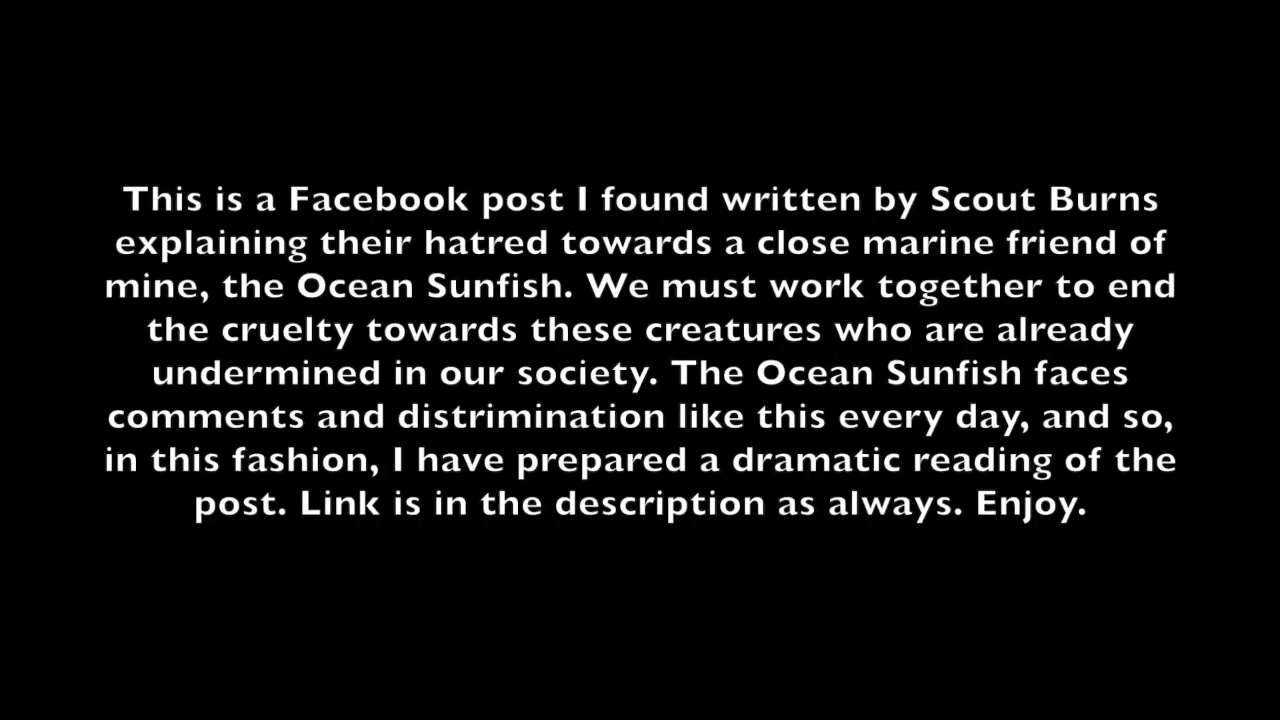 This is a Facebook post I found written by Scout Burns
explaining their hatred towards a close marine friend of
mine, the Ocean Sunfish. We must work together to end
the cruelty towards these creatures who are already
undermined in our society. The Ocean Sunfish faces
comments and distrimination like this every day, and so,
in this fashion, I have prepared a dramatic reading of the
post. Link is in the description as always. Enjoy.